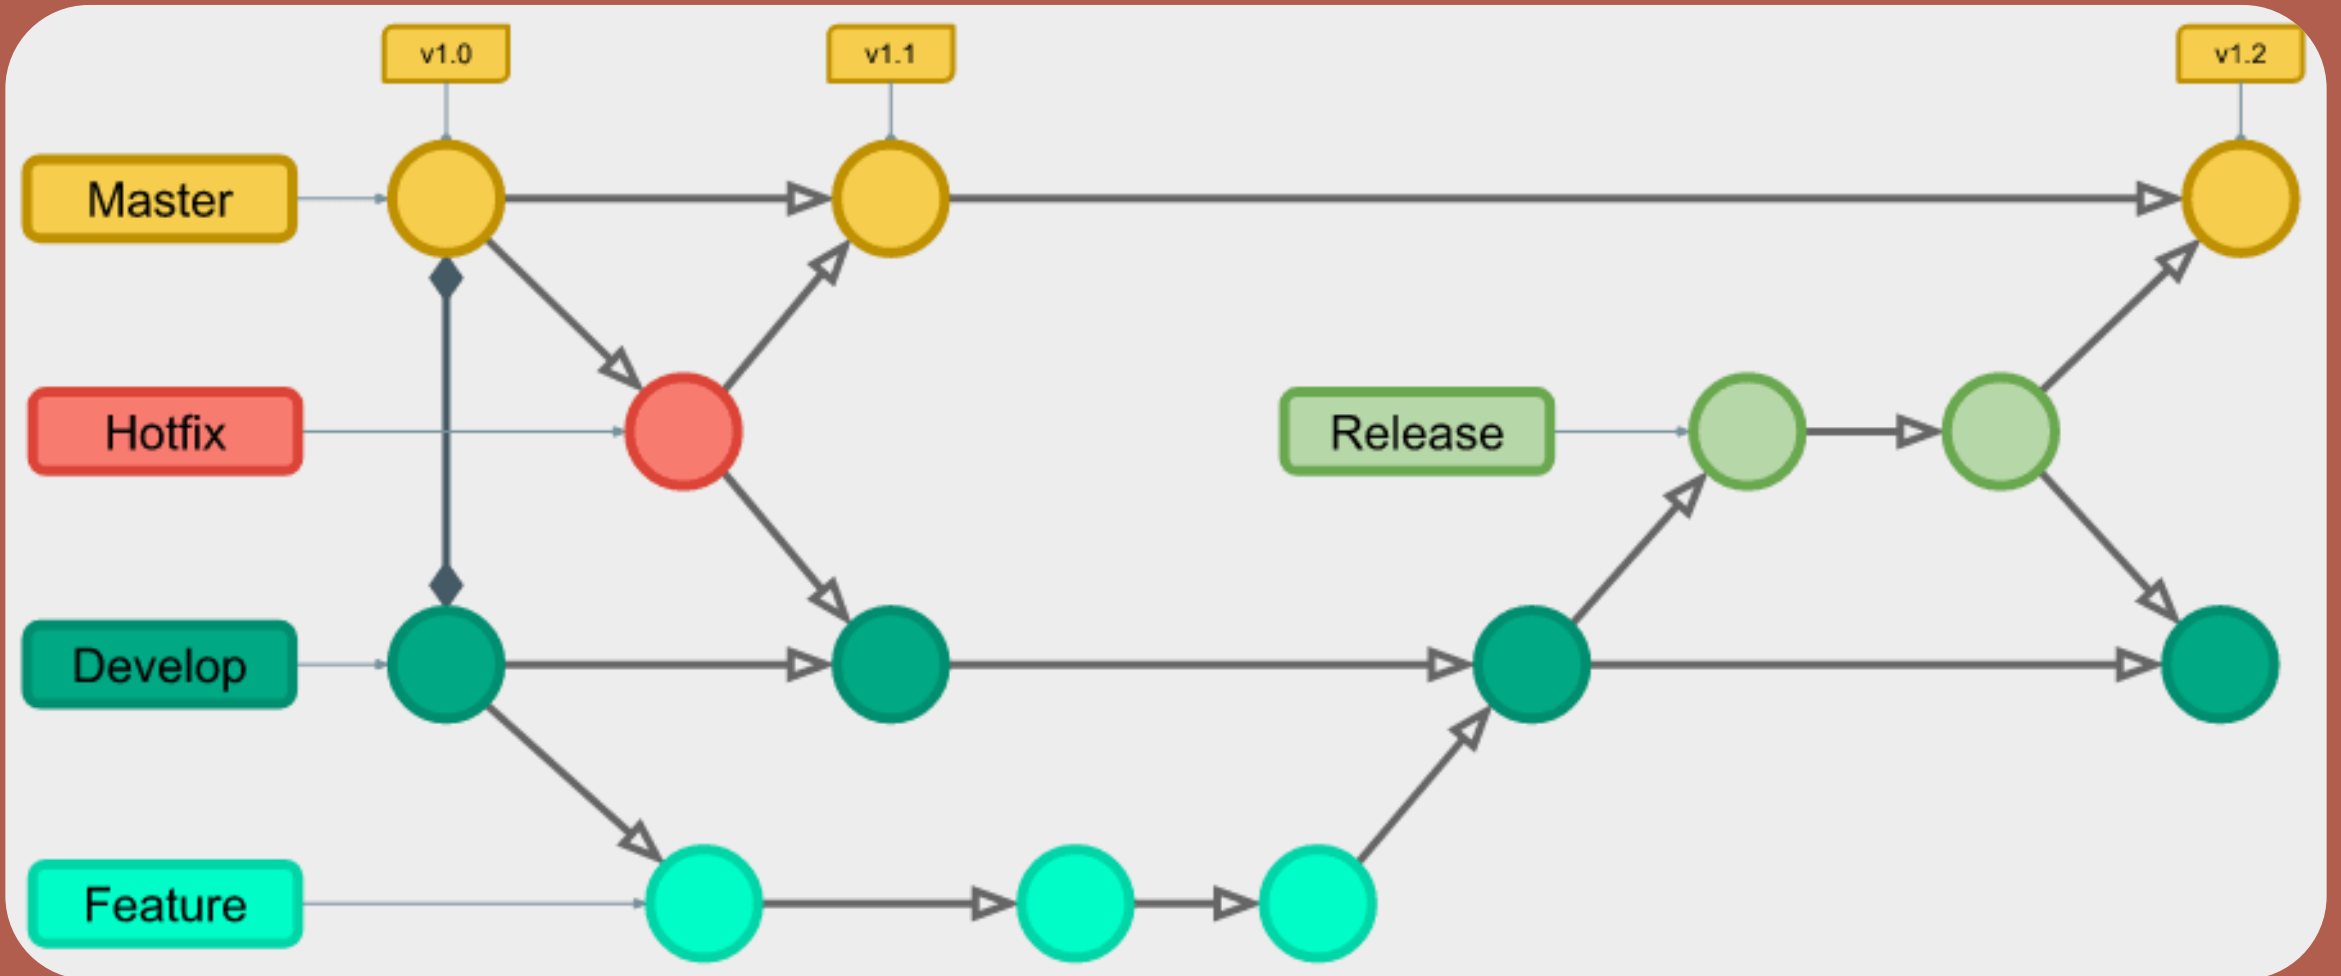 v1.0
v1.1
v1.2
Master
Hotfix
Release
Develop
Feature